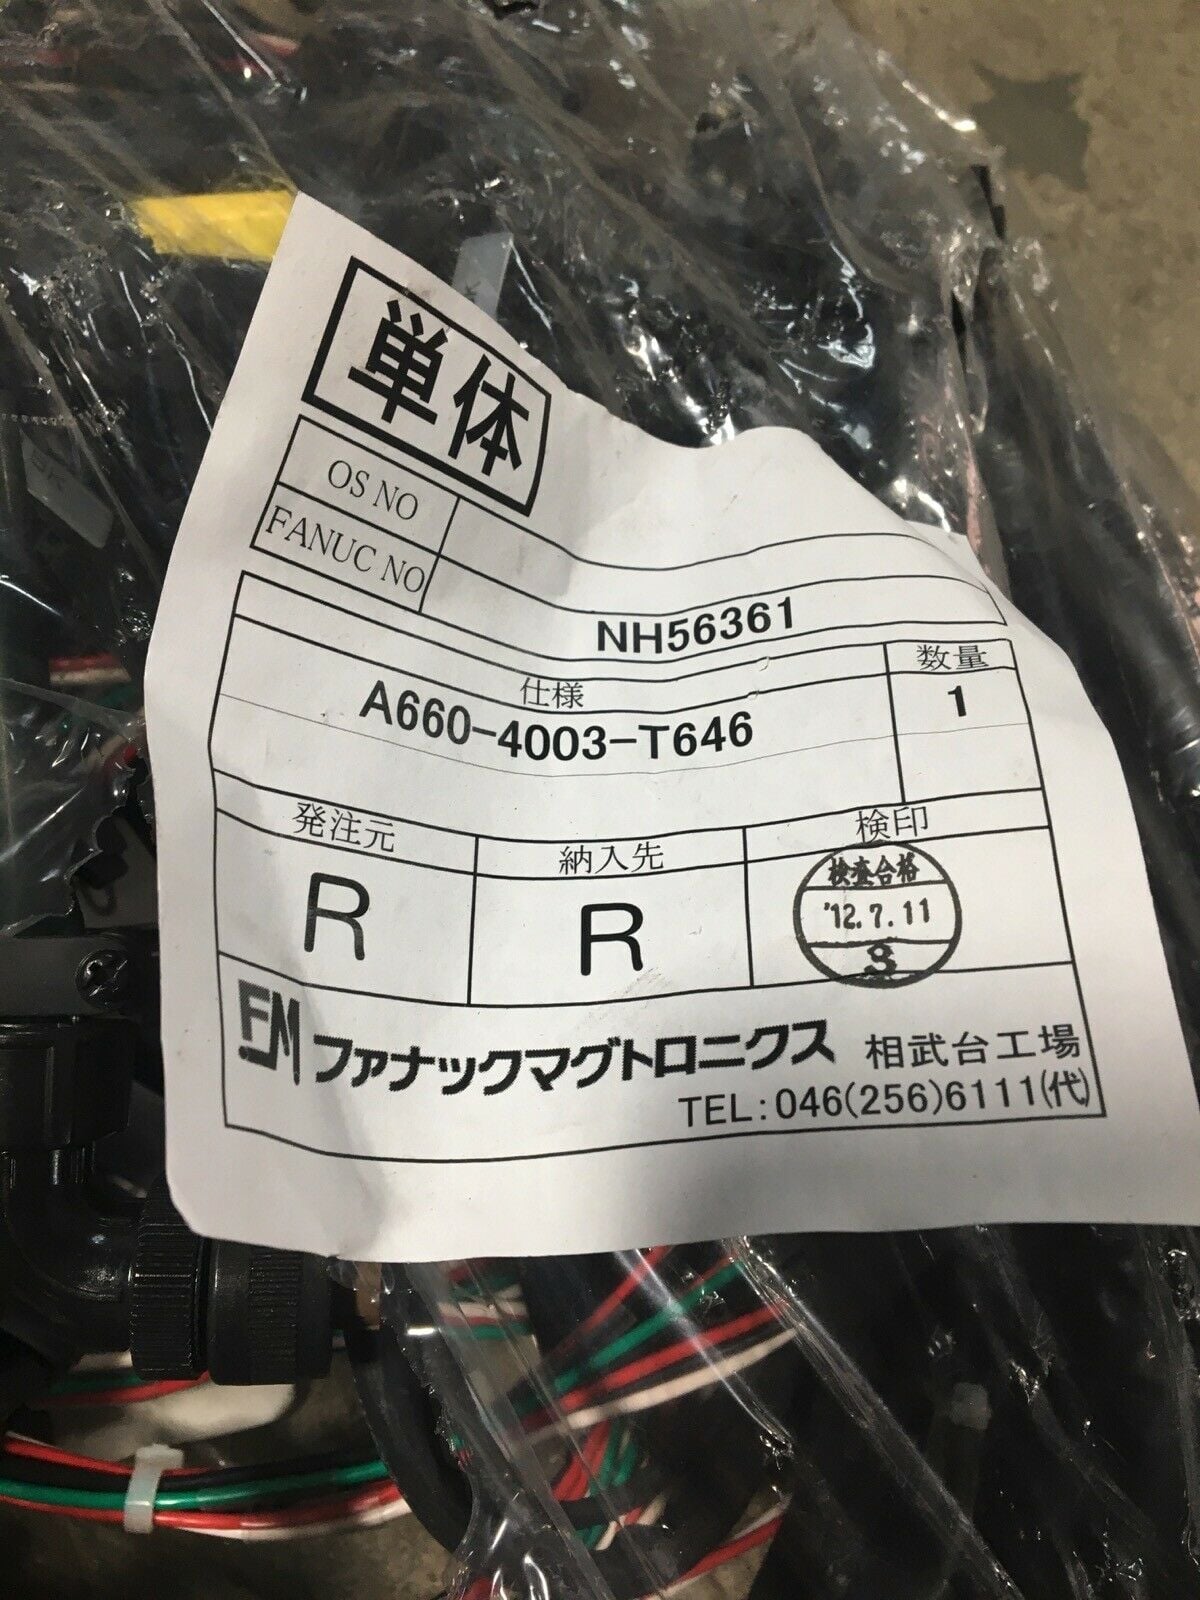 単体
OS NO
FANUC NO
NH56361
仕様
数量
A660-4003-T646
1
発注元
納入先
検印
R
R
検査合格
'12.7.11
S
FM ファナックマグトロニクス 相武台工場
TEL:046(256)6111(代)